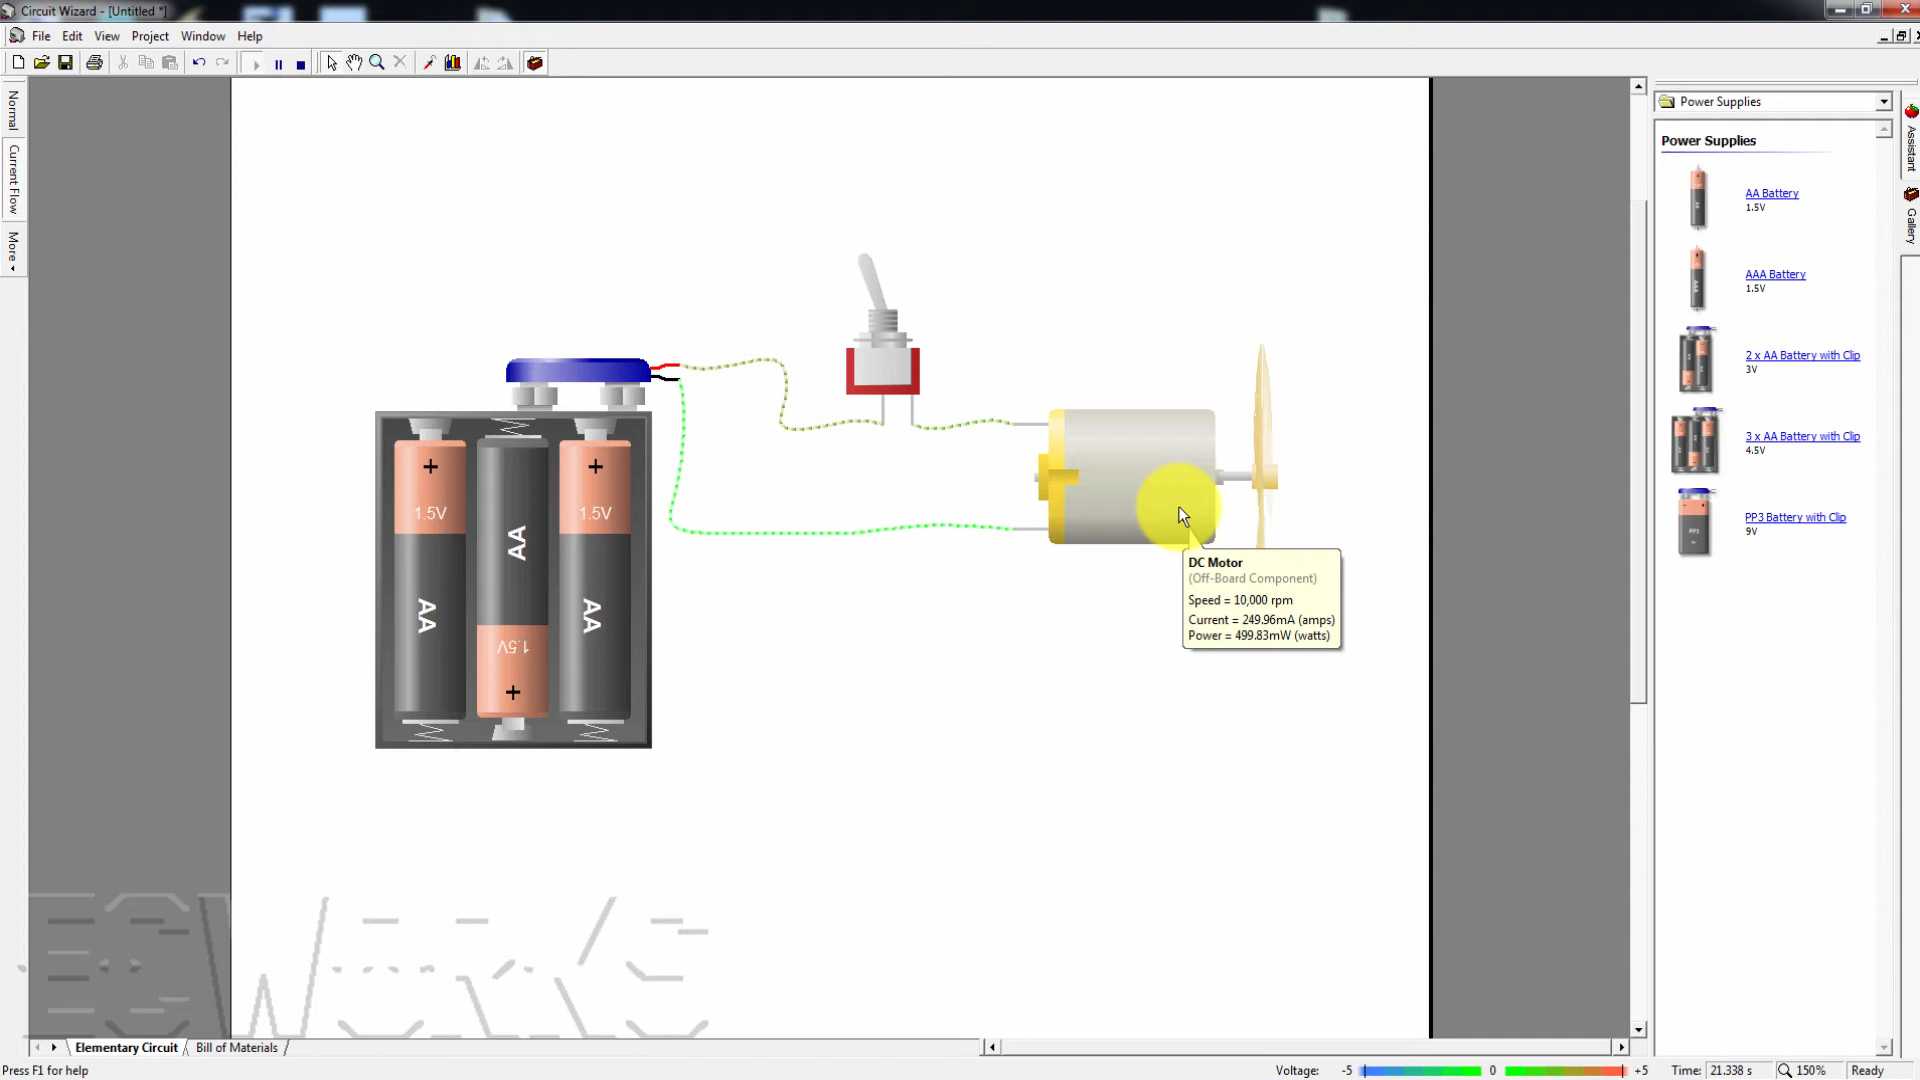 Circuit Wizard - [Untitled *]
File Edit View Project Window Help
Normal
Current Flow
More
Power Supplies
Power Supplies
AA Battery
1.5V
AAA Battery
1.5V
2 x AA Battery with Clip
3V
3 x AA Battery with Clip
4.5V
PP3 Battery with Clip
9V
Assistant
Gallery
+
+
1.5V
1.5V
AA
AA
AA
1.5V
+
DC Motor
(Off-Board Component)
Speed = 10,000 rpm
Current = 249.96mA (amps)
Power = 499.83mW (watts)
Elementary Circuit
Bill of Materials
Press F1 for help
Voltage: -5 0 +5
Time: 21.338 s
150%
Ready